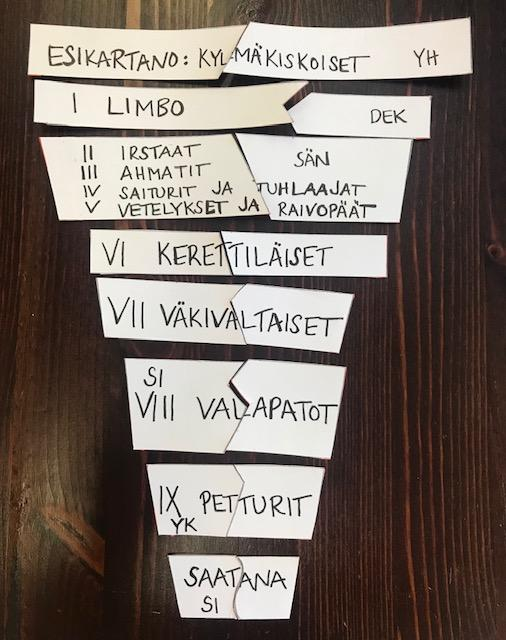 ESIKARTANO: KYLMÄKISKOISET YH
I LIMBO DEK
II IRSTAAT SÄN
III AHMATIT
IV SAITURIT JA TUHLAAJAT
V VETELYKSET JA RAIVOPÄÄT
VI KERETTILÄISET
VII VÄKIVALTAISET
SI
VIII VALAPATOT
IX PETTURIT
YK
SAATANA
SI